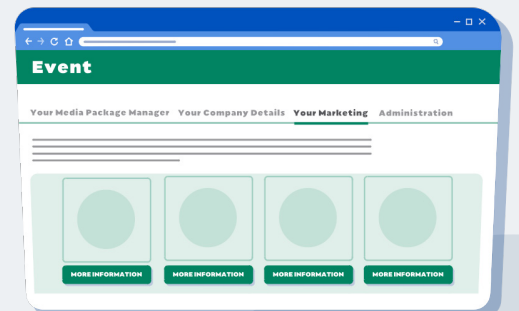 Event
Your Media Package Manager Your Company Details Your Marketing Administration
MORE INFORMATION MORE INFORMATION MORE INFORMATION MORE INFORMATION